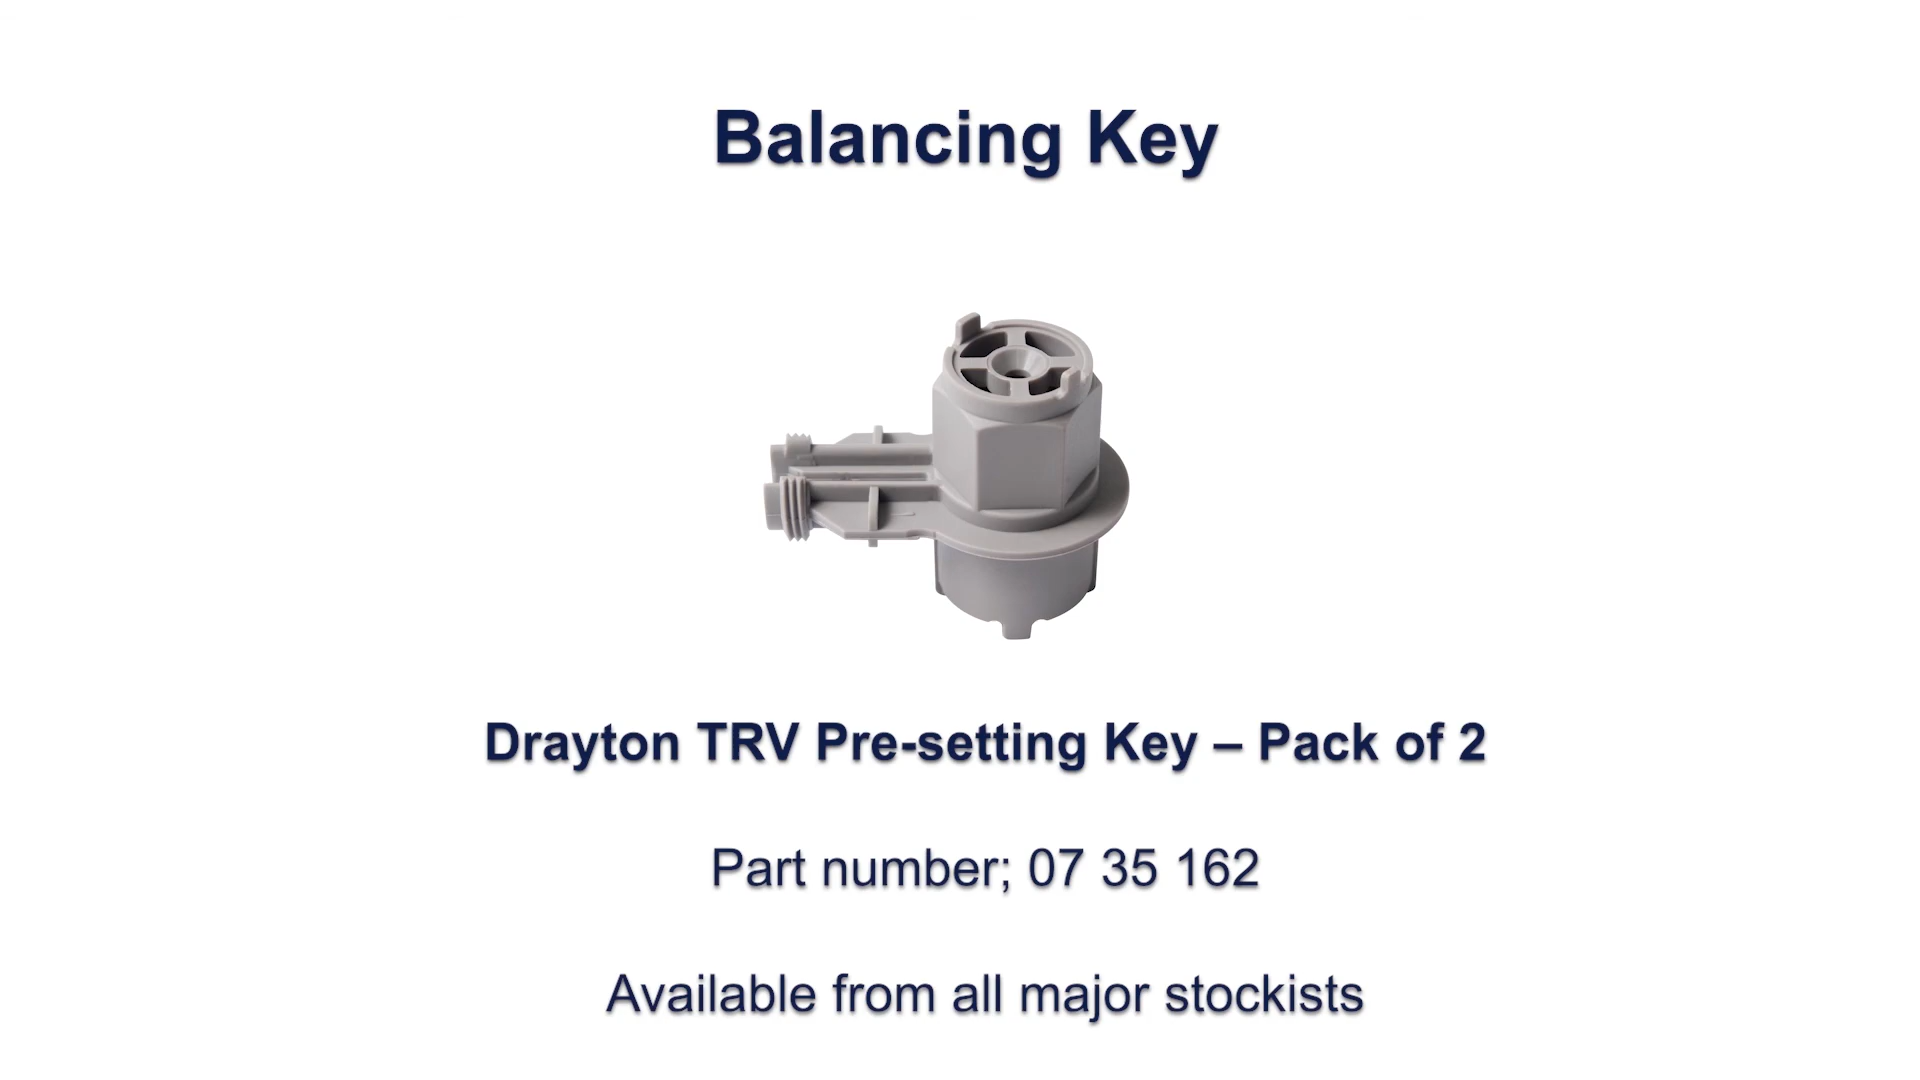 Balancing Key
Drayton TRV Pre-setting Key – Pack of 2
Part number; 07 35 162
Available from all major stockists